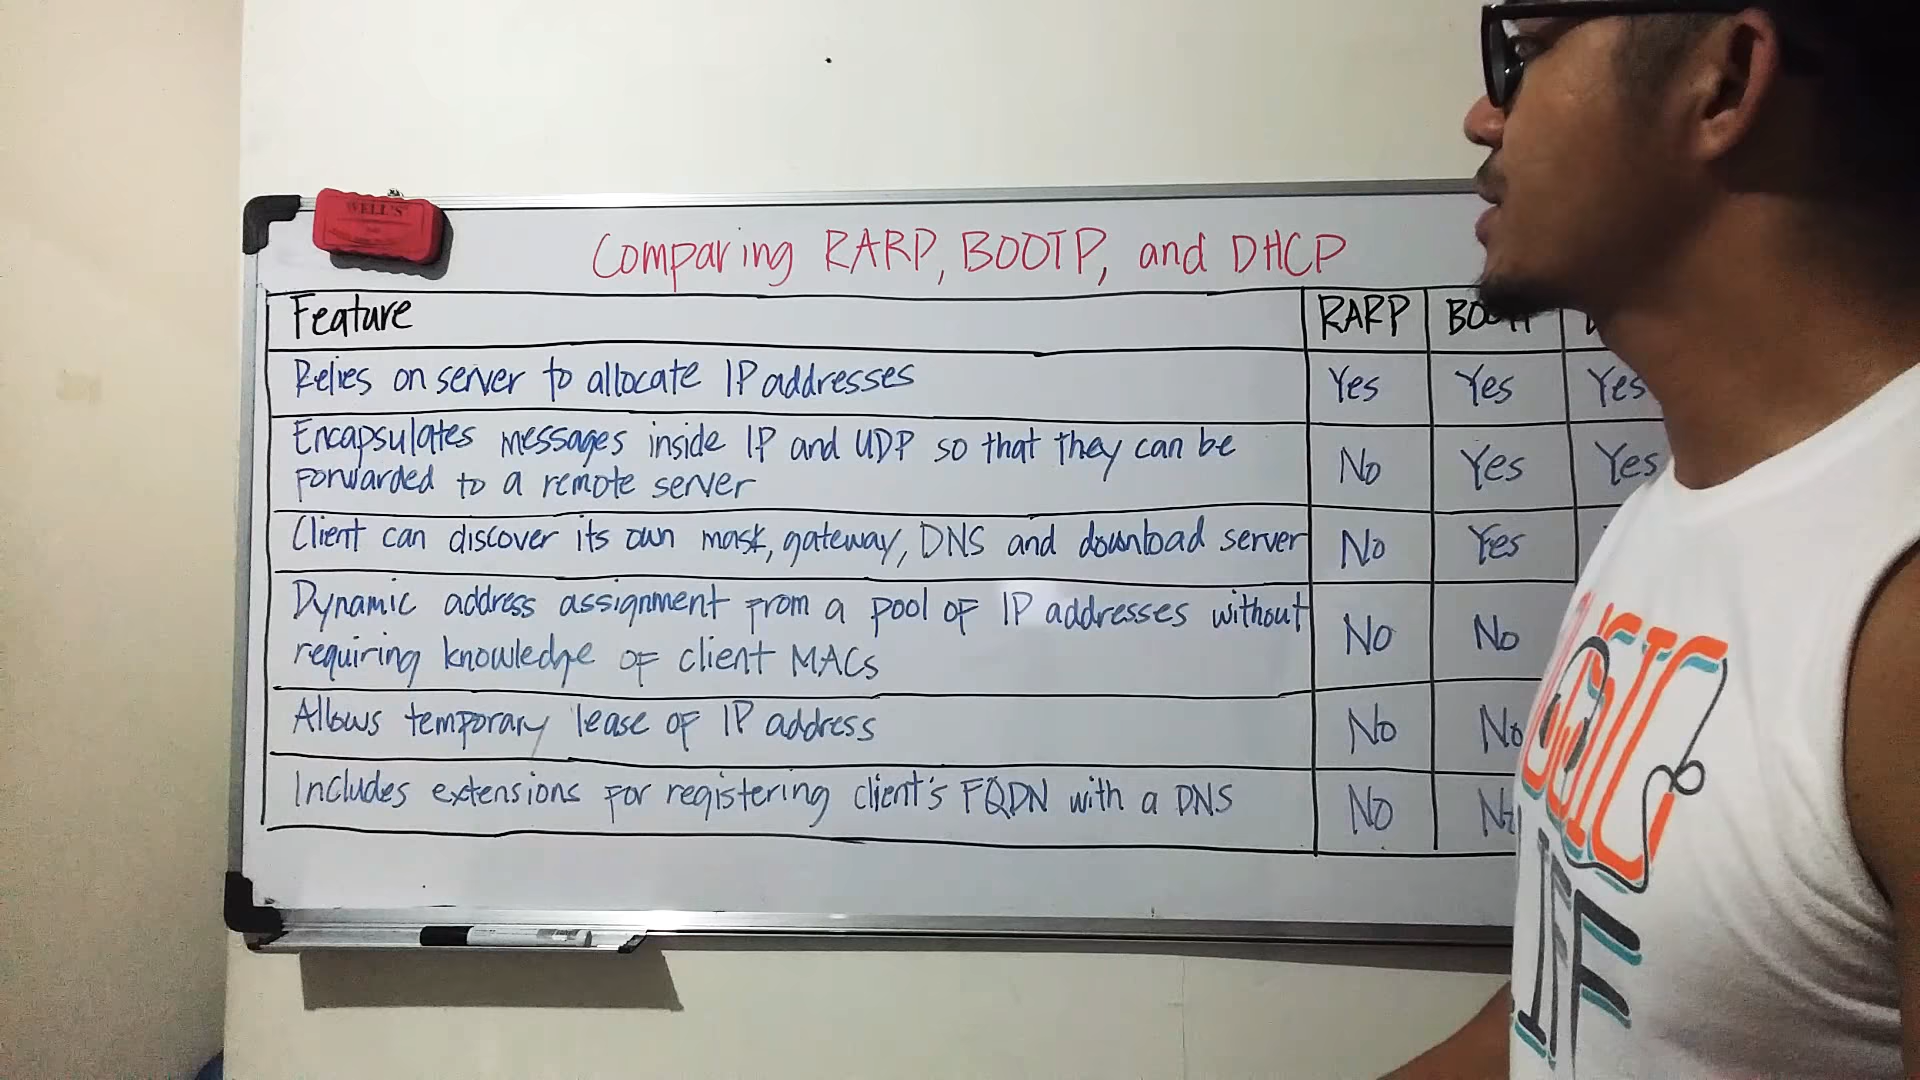 WELL'S
Comparing RARP, BOOTP, and DHCP
Feature RARP
Relies on server to allocate IP addresses Yes Yes Yes
Encapsulates messages inside IP and UDP so that they can be
forwarded to a remote server No Yes Yes
Client can discover its own mask, gateway, DNS and download server No Yes
Dynamic address assignment from a pool of IP addresses without
requiring knowledge of client MACs No No
Allows temporary lease of IP address No No
Includes extensions for registering client's FQDN with a DNS No No